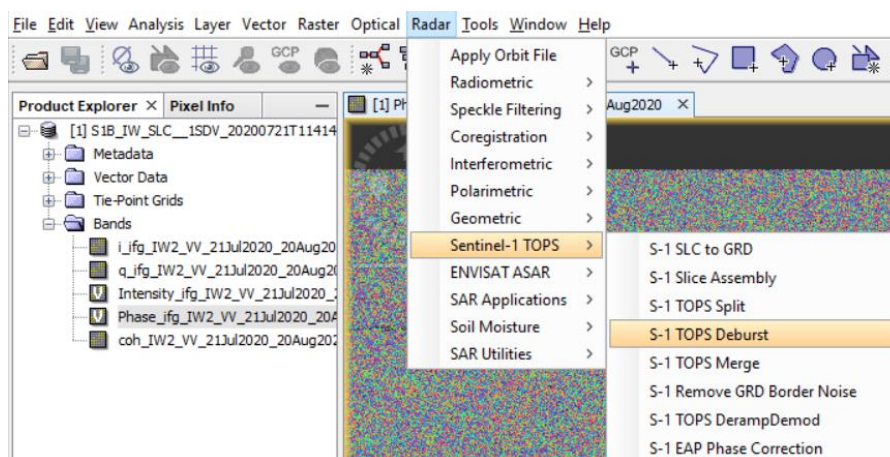 File Edit View Analysis Layer Vector Raster Optical Radar Tools Window Help
GCP
GCP
Product Explorer × Pixel Info
[1] S1B_IW_SLC__1SDV_20200721T11414
Metadata
Vector Data
Tie-Point Grids
Bands
i_ifg_IW2_VV_21Jul2020_20Aug20
q_ifg_IW2_VV_21Jul2020_20Aug20
Intensity_ifg_IW2_VV_21Jul2020_
Phase_ifg_IW2_VV_21Jul2020_20A
coh_IW2_VV_21Jul2020_20Aug202
[1] Ph
Aug2020 ×
Apply Orbit File
Radiometric >
Speckle Filtering >
Coregistration >
Interferometric >
Polarimetric >
Geometric >
Sentinel-1 TOPS >
ENVISAT ASAR >
SAR Applications >
Soil Moisture >
SAR Utilities >
S-1 SLC to GRD
S-1 Slice Assembly
S-1 TOPS Split
S-1 TOPS Deburst
S-1 TOPS Merge
S-1 Remove GRD Border Noise
S-1 TOPS DerampDemod
S-1 EAP Phase Correction